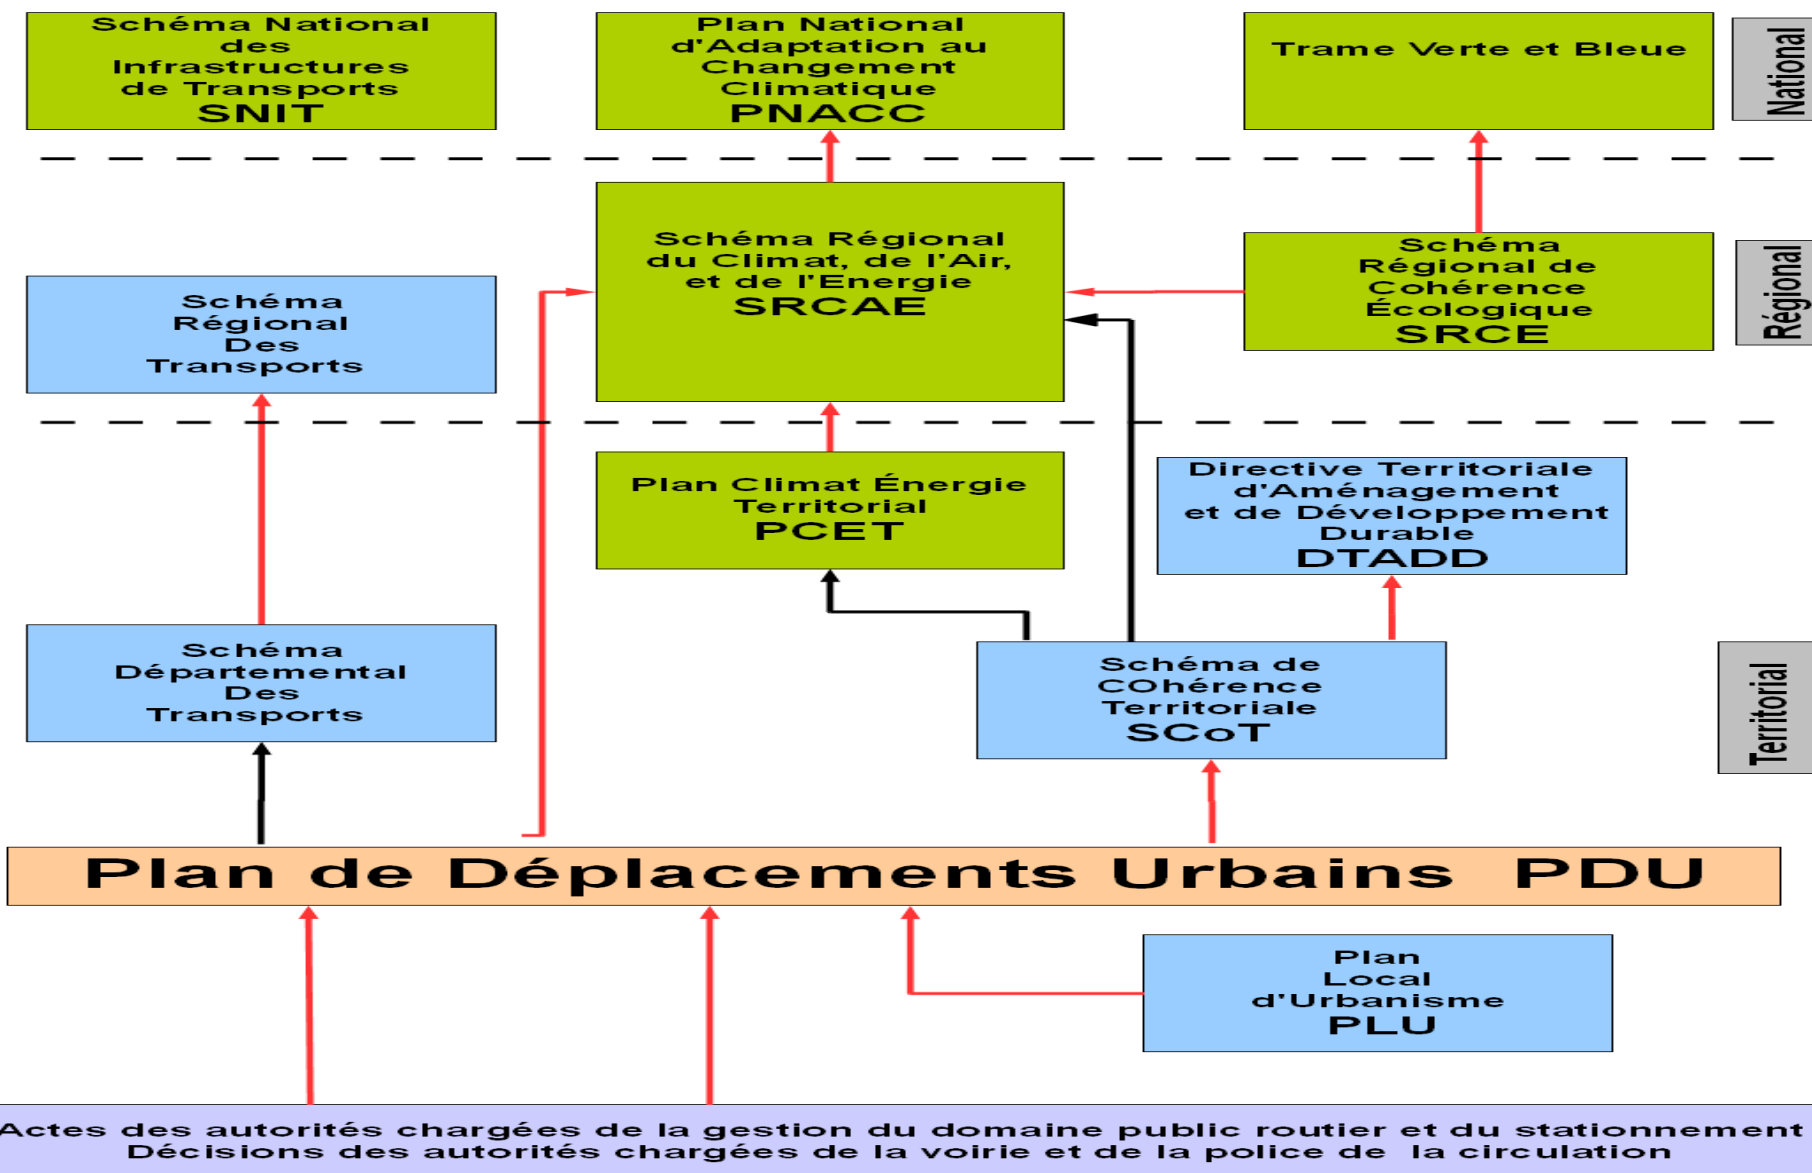 Schéma National
des
Infrastructures
de Transports
SNIT
Plan National
d'Adaptation au
Changement
Climatique
PNACC
Trame Verte et Bleue
National
Schéma Régional
du Climat, de l'Air,
et de l'Energie
SRCAE
Schéma
Régional de
Cohérence
Écologique
SRCE
Régional
Schéma
Régional
Des
Transports
Plan Climat Énergie
Territorial
PCET
Directive Territoriale
d'Aménagement
et de Développement
Durable
DTADD
Schéma
Départemental
Des
Transports
Schéma de
COhérence
Territoriale
SCoT
Territorial
Plan de Déplacements Urbains PDU
Plan
Local
d'Urbanisme
PLU
Actes des autorités chargées de la gestion du domaine public routier et du stationnement
Décisions des autorités chargées de la voirie et de la police de la circulation